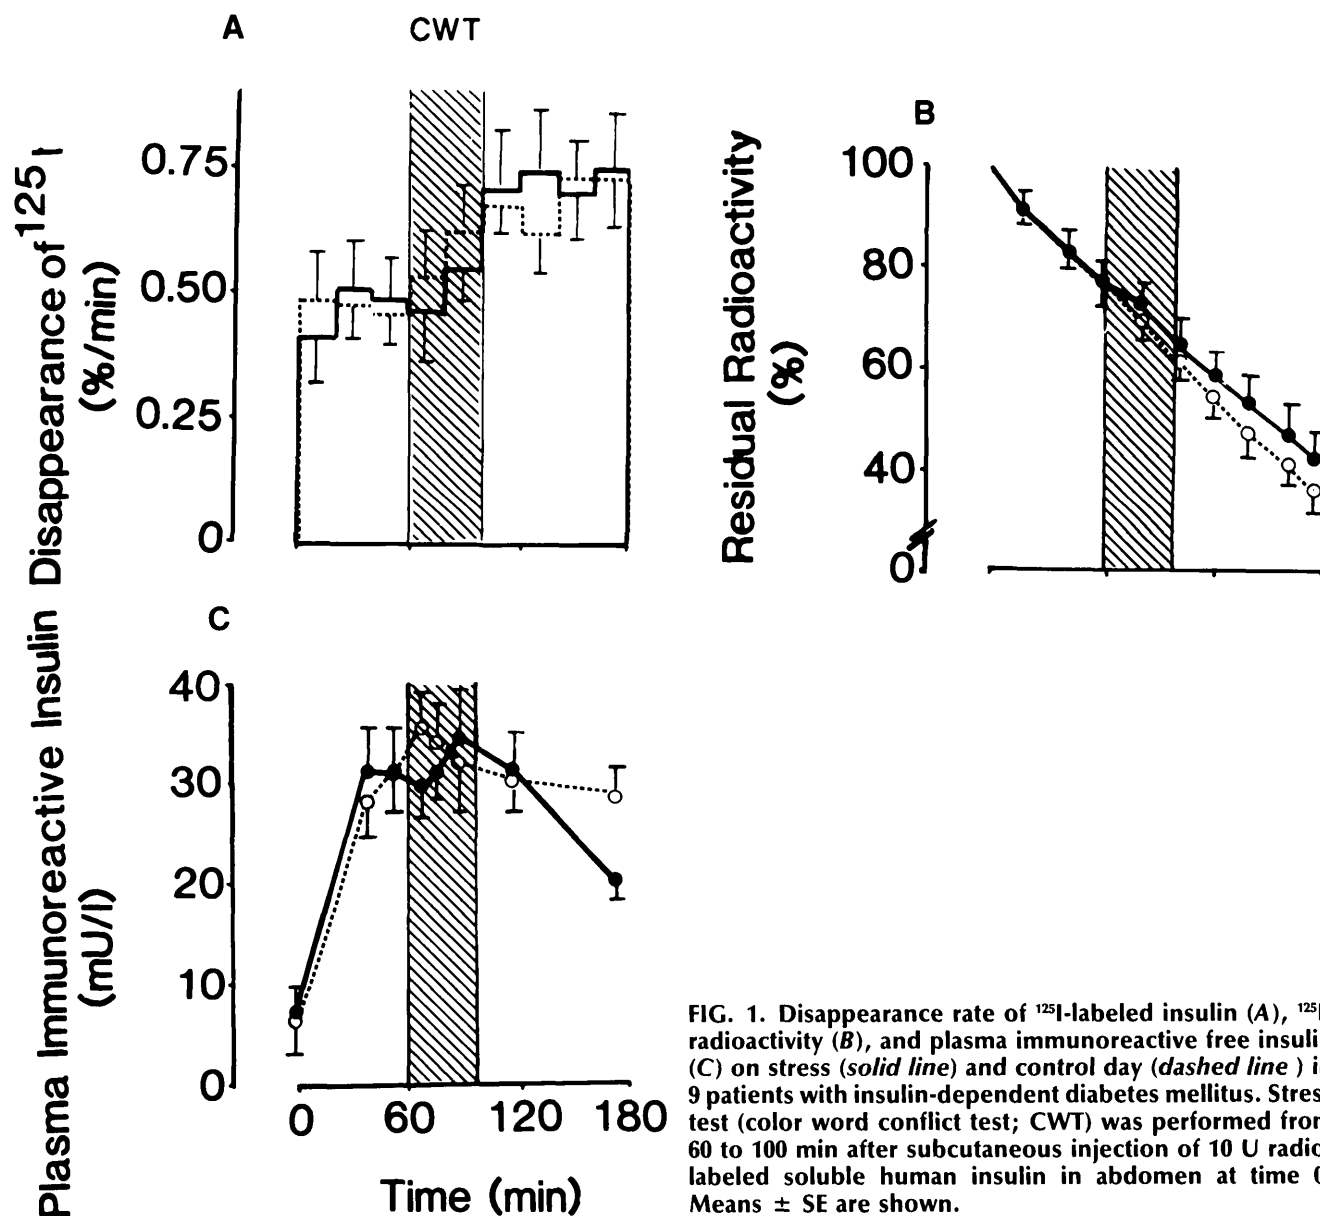 A
CWT
Disappearance of ¹²⁵I
(%/min)
0.75
0.50
0.25
0
B
Residual Radioactivity
(%)
100
80
60
40
0
C
Plasma Immunoreactive Insulin
(mU/l)
40
30
20
10
0
0 60 120 180
Time (min)
FIG. 1. Disappearance rate of ¹²⁵I-labeled insulin (A), ¹²⁵I
radioactivity (B), and plasma immunoreactive free insuli
(C) on stress (solid line) and control day (dashed line ) i
9 patients with insulin-dependent diabetes mellitus. Stres
test (color word conflict test; CWT) was performed from
60 to 100 min after subcutaneous injection of 10 U radio
labeled soluble human insulin in abdomen at time 0
Means ± SE are shown.